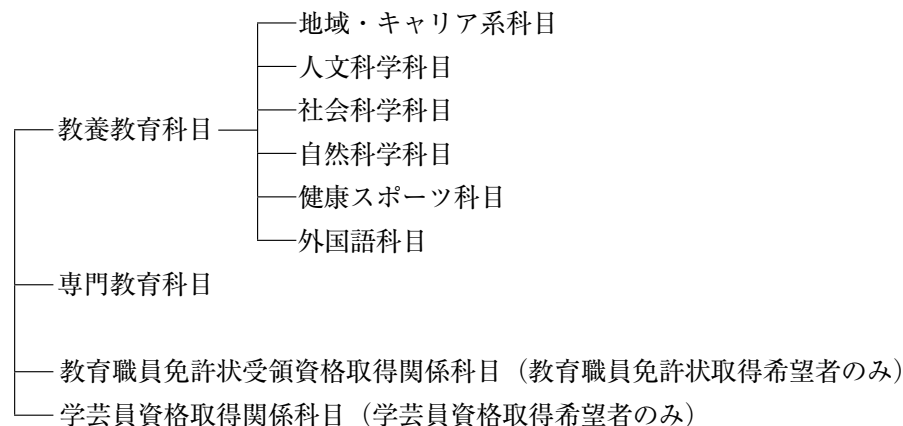 地域・キャリア系科目
人文科学科目
社会科学科目
教養教育科目
自然科学科目
健康スポーツ科目
外国語科目
専門教育科目
教育職員免許状受領資格取得関係科目（教育職員免許状取得希望者のみ）
学芸員資格取得関係科目（学芸員資格取得希望者のみ）